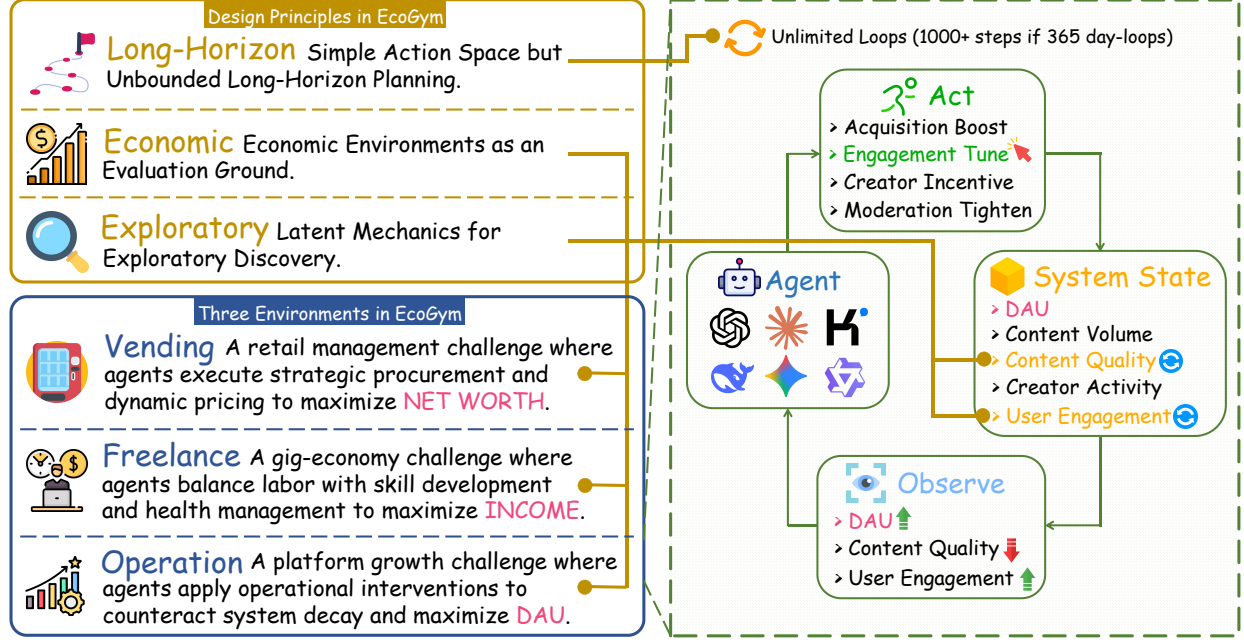 Design Principles in EcoGym
Long-Horizon Simple Action Space but
Unbounded Long-Horizon Planning.
Economic Economic Environments as an
Evaluation Ground.
Exploratory Latent Mechanics for
Exploratory Discovery.
Three Environments in EcoGym
Vending A retail management challenge where
agents execute strategic procurement and
dynamic pricing to maximize NET WORTH.
Freelance A gig-economy challenge where
agents balance labor with skill development
and health management to maximize INCOME.
Operation A platform growth challenge where
agents apply operational interventions to
counteract system decay and maximize DAU.
Unlimited Loops (1000+ steps if 365 day-loops)
Act
> Acquisition Boost
> Engagement Tune
> Creator Incentive
> Moderation Tighten
Agent
System State
> DAU
> Content Volume
> Content Quality
> Creator Activity
> User Engagement
Observe
> DAU
> Content Quality
> User Engagement